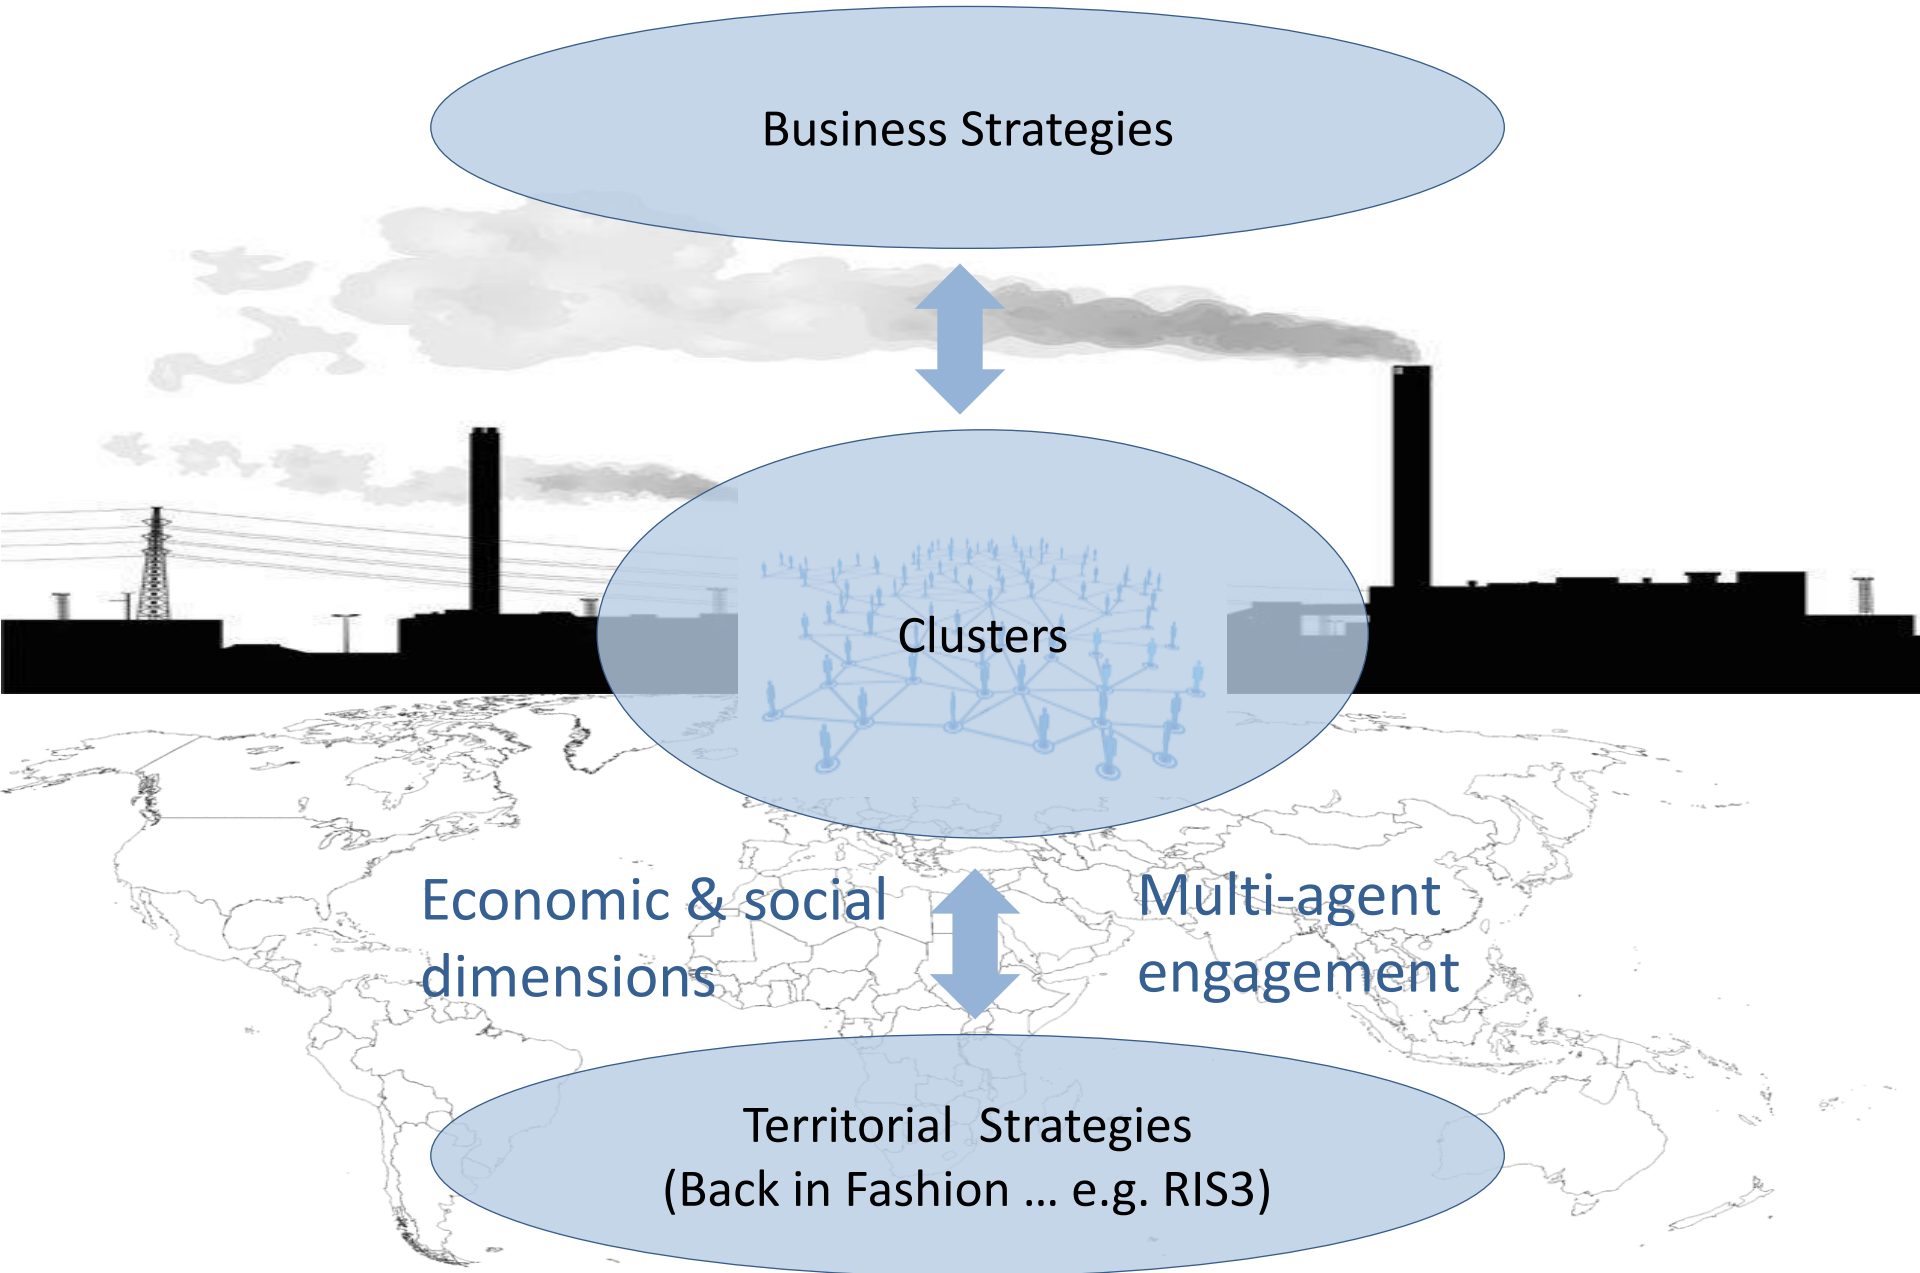 Business Strategies
Clusters
Economic & social
dimensions
Multi-agent
engagement
Territorial  Strategies
(Back in Fashion … e.g. RIS3)